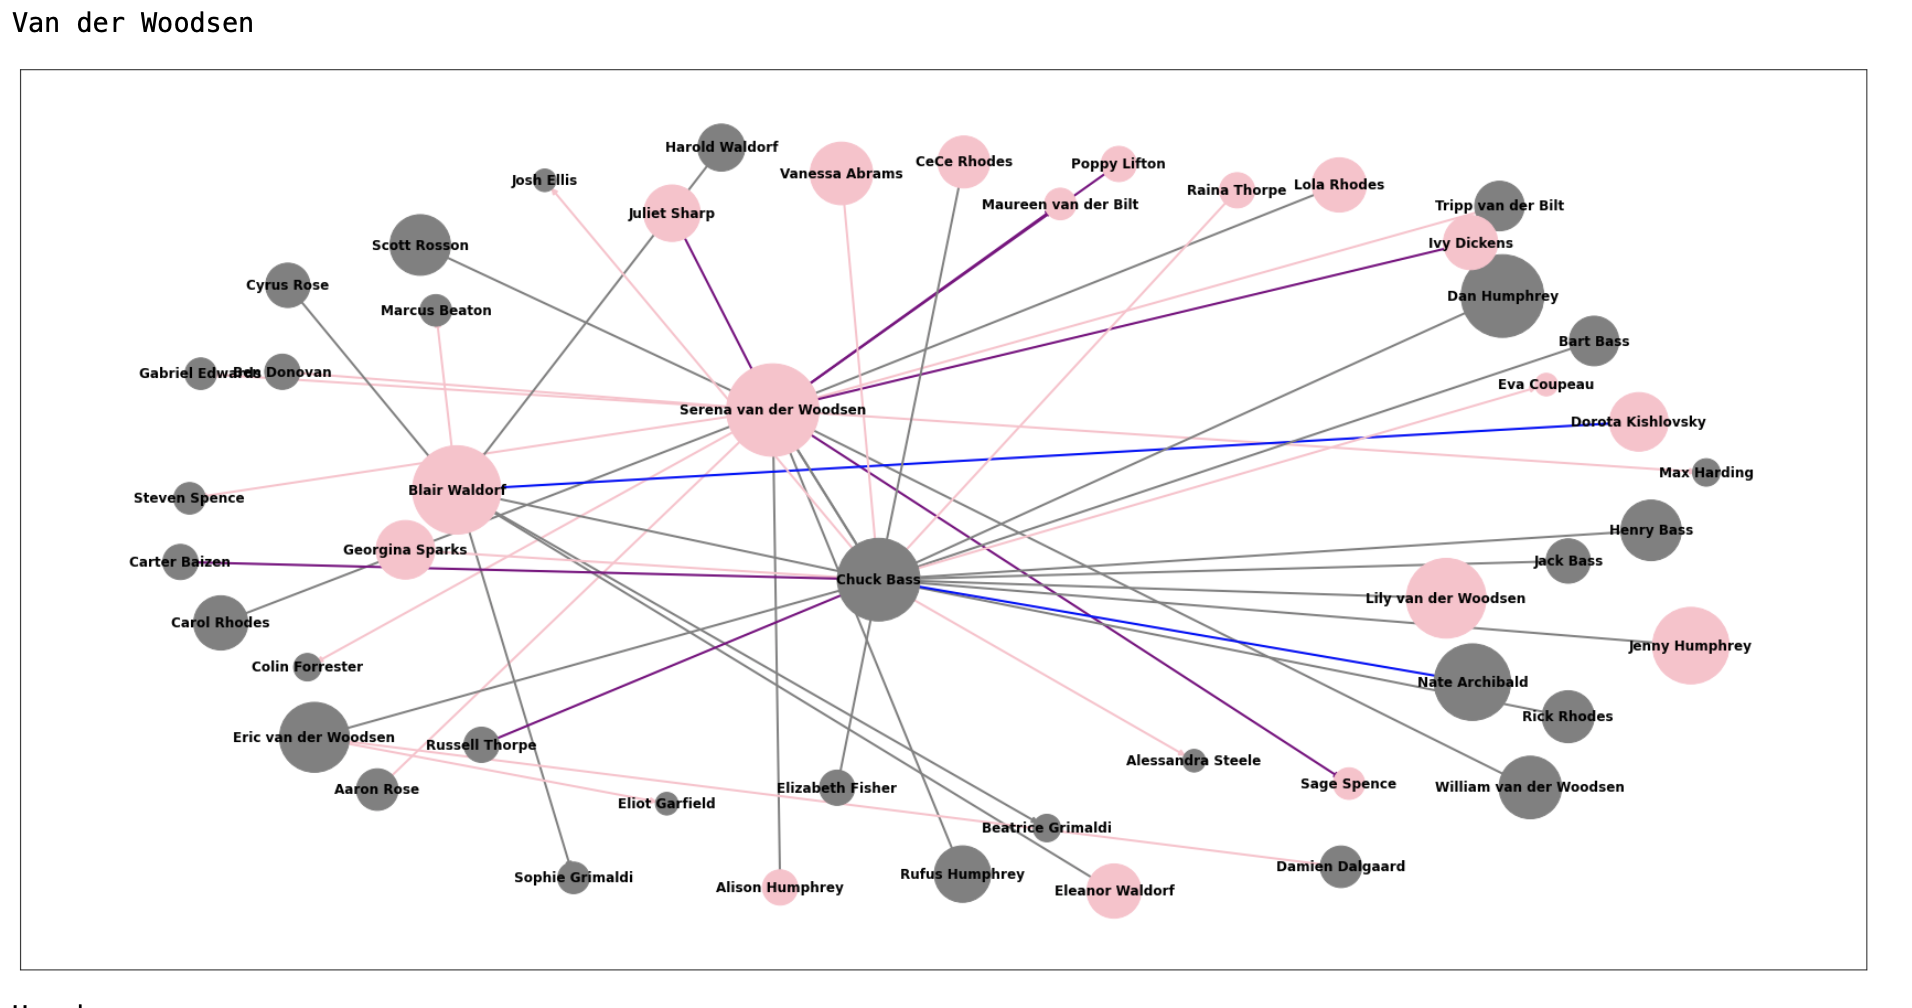 Van der Woodsen
Harold Waldorf
CeCe Rhodes
Poppy Lifton
Vanessa Abrams
Josh Ellis
Lola Rhodes
Raina Thorpe
Maureen van der Bilt
Tripp van der Bilt
Juliet Sharp
Ivy Dickens
Scott Rosson
Cyrus Rose
Dan Humphrey
Marcus Beaton
Bart Bass
Gabriel Edwards
Ben Donovan
Eva Coupeau
Serena van der Woodsen
Dorota Kishlovsky
Max Harding
Blair Waldorf
Steven Spence
Henry Bass
Georgina Sparks
Carter Baizen
Jack Bass
Chuck Bass
Lily van der Woodsen
Carol Rhodes
Jenny Humphrey
Colin Forrester
Nate Archibald
Rick Rhodes
Eric van der Woodsen
Russell Thorpe
Alessandra Steele
Sage Spence
William van der Woodsen
Aaron Rose
Elizabeth Fisher
Eliot Garfield
Beatrice Grimaldi
Damien Dalgaard
Rufus Humphrey
Sophie Grimaldi
Alison Humphrey
Eleanor Waldorf